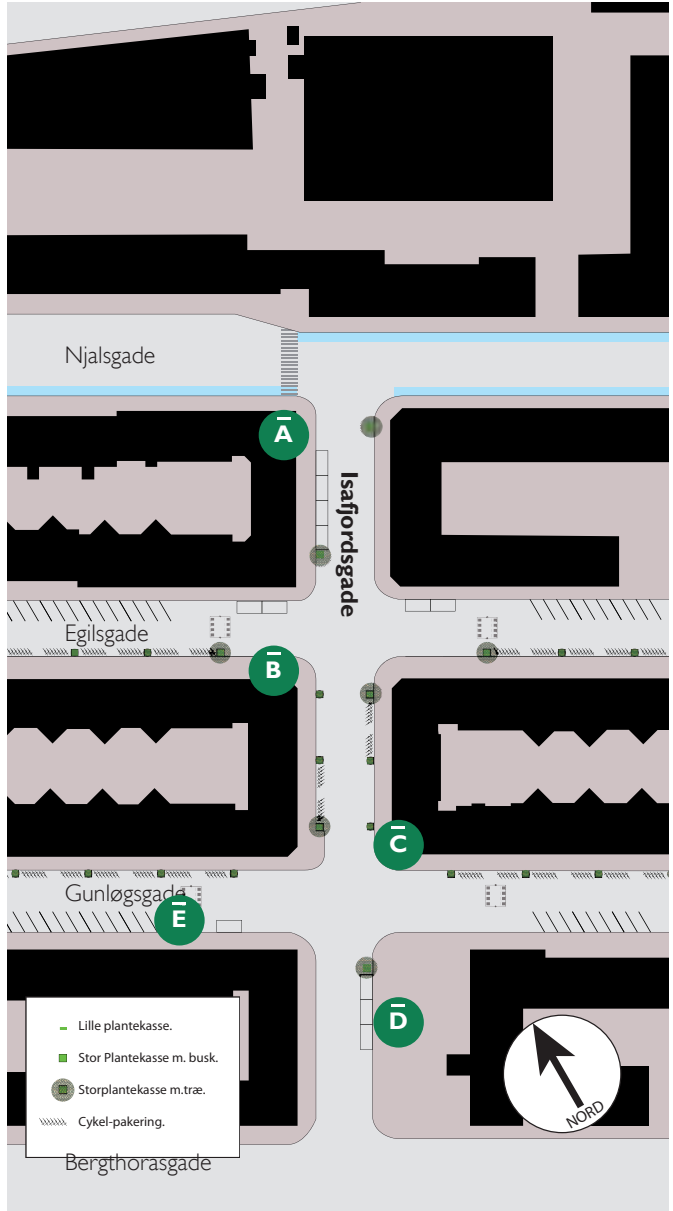 Njalsgade
A
Isafjordsgade
Egilsgade
B
C
Gunløgsgade
E
D
Lille plantekasse.
Stor Plantekasse m. busk.
Storplantekasse m.træ.
Cykel-pakering.
NORD
Bergthorasgade